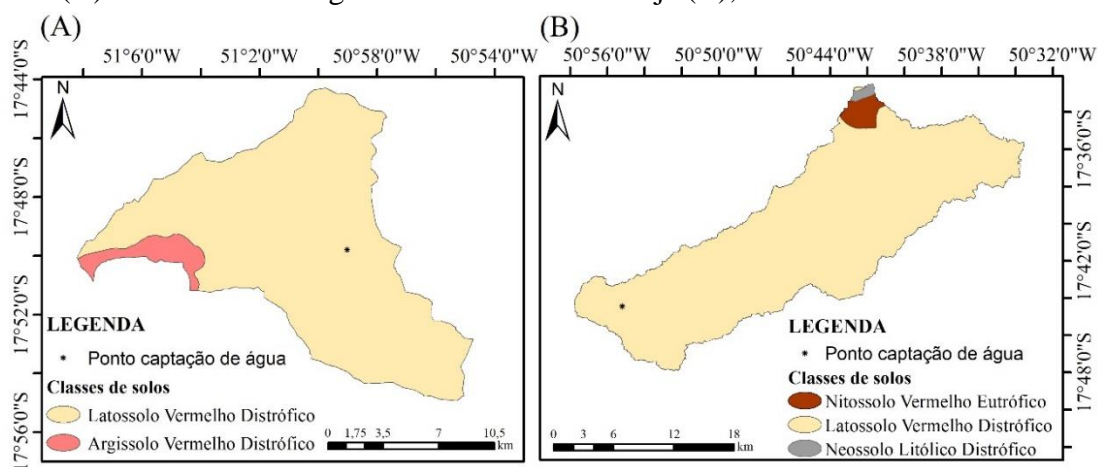 (A)
51°60'0"W 51°20'0"W 50°58'0"W 50°54'0"W
17°44'0"S
17°48'0"S
17°52'0"S
17°56'0"S
N
LEGENDA
Ponto captação de água
Classes de solos
Latossolo Vermelho Distrófico
Argissolo Vermelho Distrófico
0 1,75 3,5 7 10,5
km
(B)
50°56'0"W 50°50'0"W 50°44'0"W 50°38'0"W 50°32'0"W
17°36'0"S
17°42'0"S
17°48'0"S
N
LEGENDA
Ponto captação de água
Classes de solos
Nitossolo Vermelho Eutrófico
Latossolo Vermelho Distrófico
Neossolo Litólico Distrófico
0 3 6 12 18
km